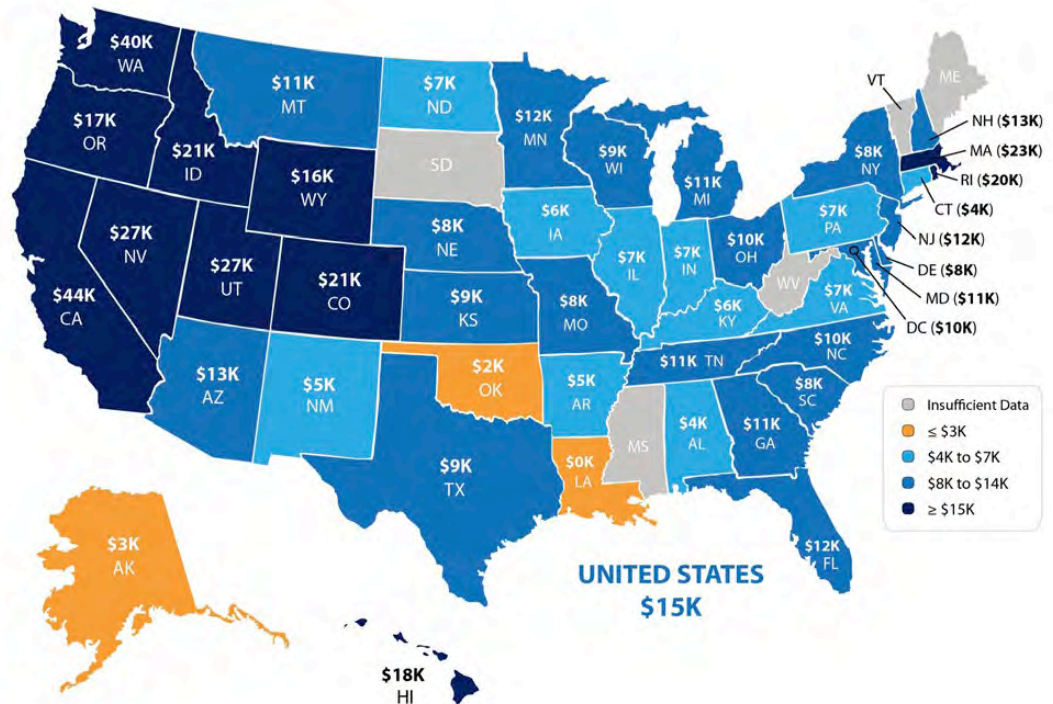 $40K
WA
$11K
MT
$7K
ND
$12K
MN
VT
ME
NH ($13K)
MA ($23K)
RI ($20K)
CT ($4K)
NJ ($12K)
DE ($8K)
MD ($11K)
DC ($10K)
$17K
OR
$21K
ID
$16K
WY
SD
$9K
WI
$11K
MI
$8K
NY
$8K
NE
$6K
IA
$7K
IL
$7K
IN
$10K
OH
$7K
PA
WV
$7K
VA
$44K
CA
$27K
NV
$27K
UT
$21K
CO
$9K
KS
$8K
MO
$6K
KY
$10K
NC
$11K TN
$8K
SC
$13K
AZ
$5K
NM
$2K
OK
$5K
AR
MS
$4K
AL
$11K
GA
$9K
TX
$0K
LA
$12K
FL
$3K
AK
$18K
HI
UNITED STATES
$15K
Insufficient Data
≤ $3K
$4K to $7K
$8K to $14K
≥ $15K